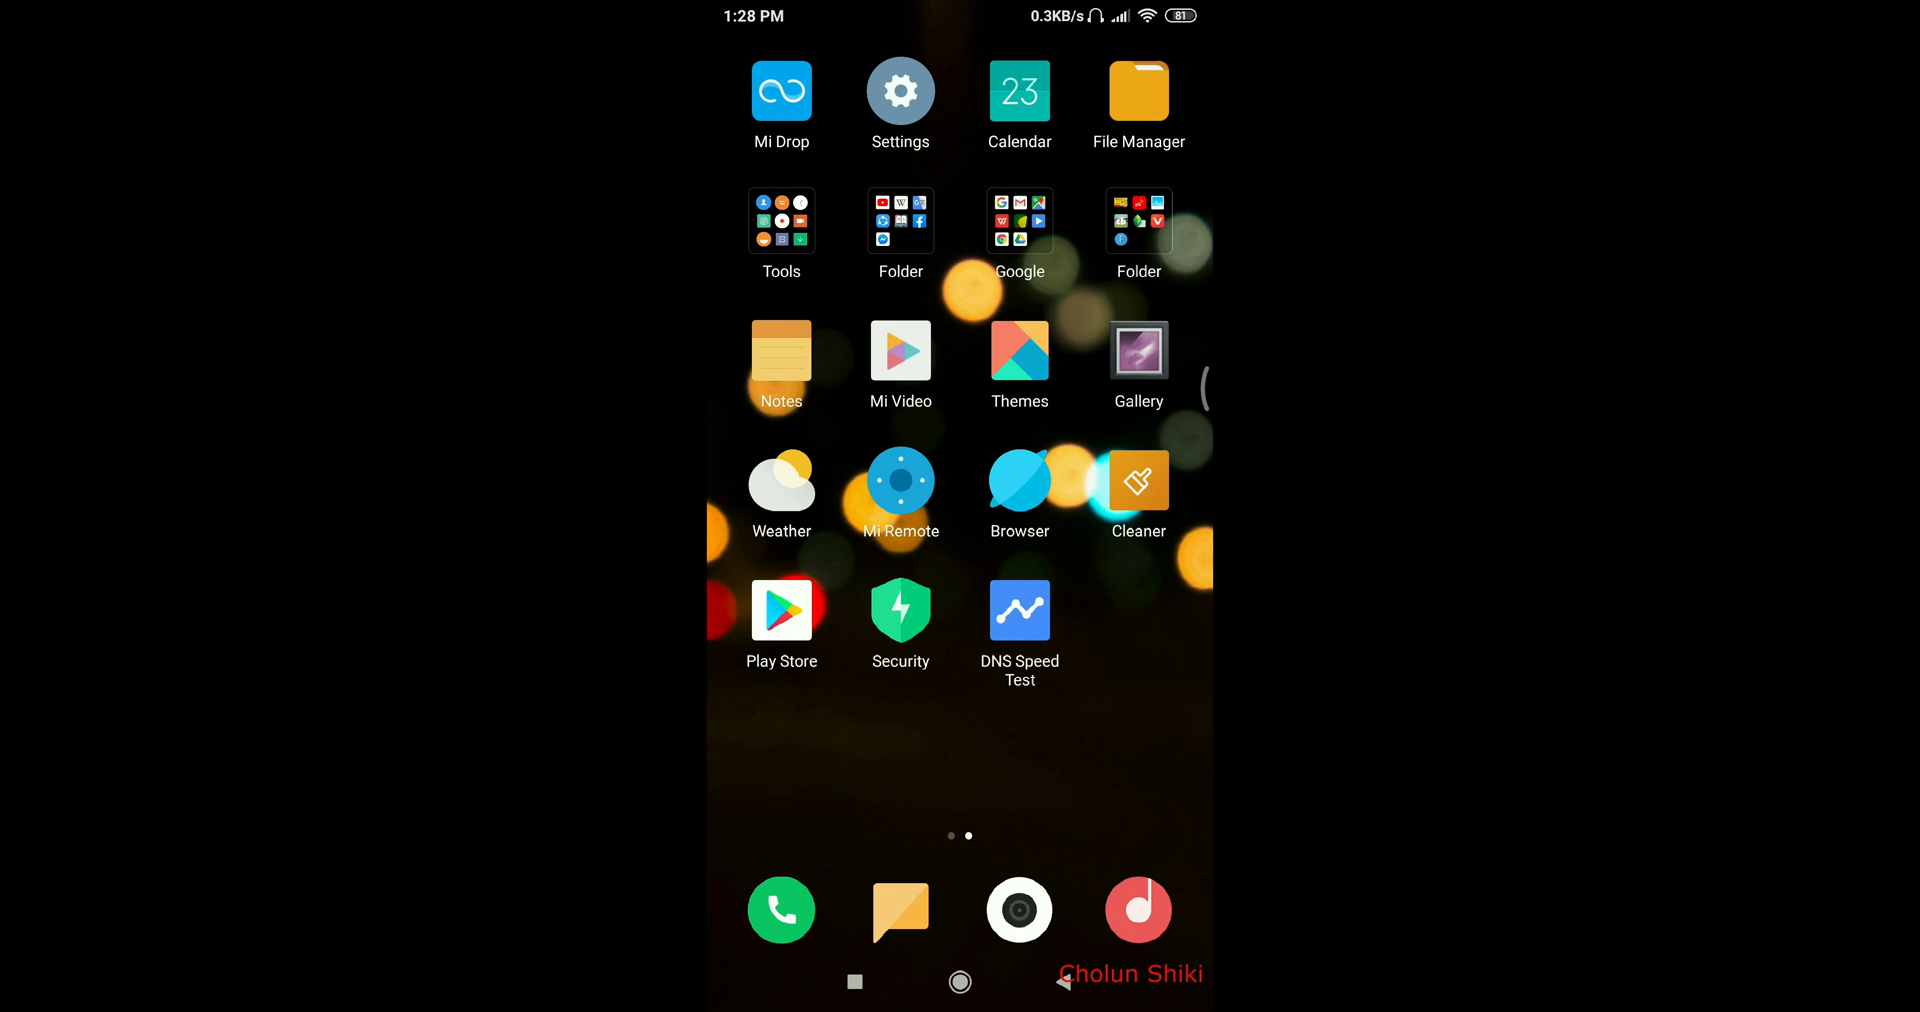 1:28 PM
0.3KB/s
81
23
Mi Drop
Settings
Calendar
File Manager
Tools
Folder
Google
Folder
Notes
Mi Video
Themes
Gallery
Weather
Mi Remote
Browser
Cleaner
Play Store
Security
DNS Speed
Test
Cholun Shiki